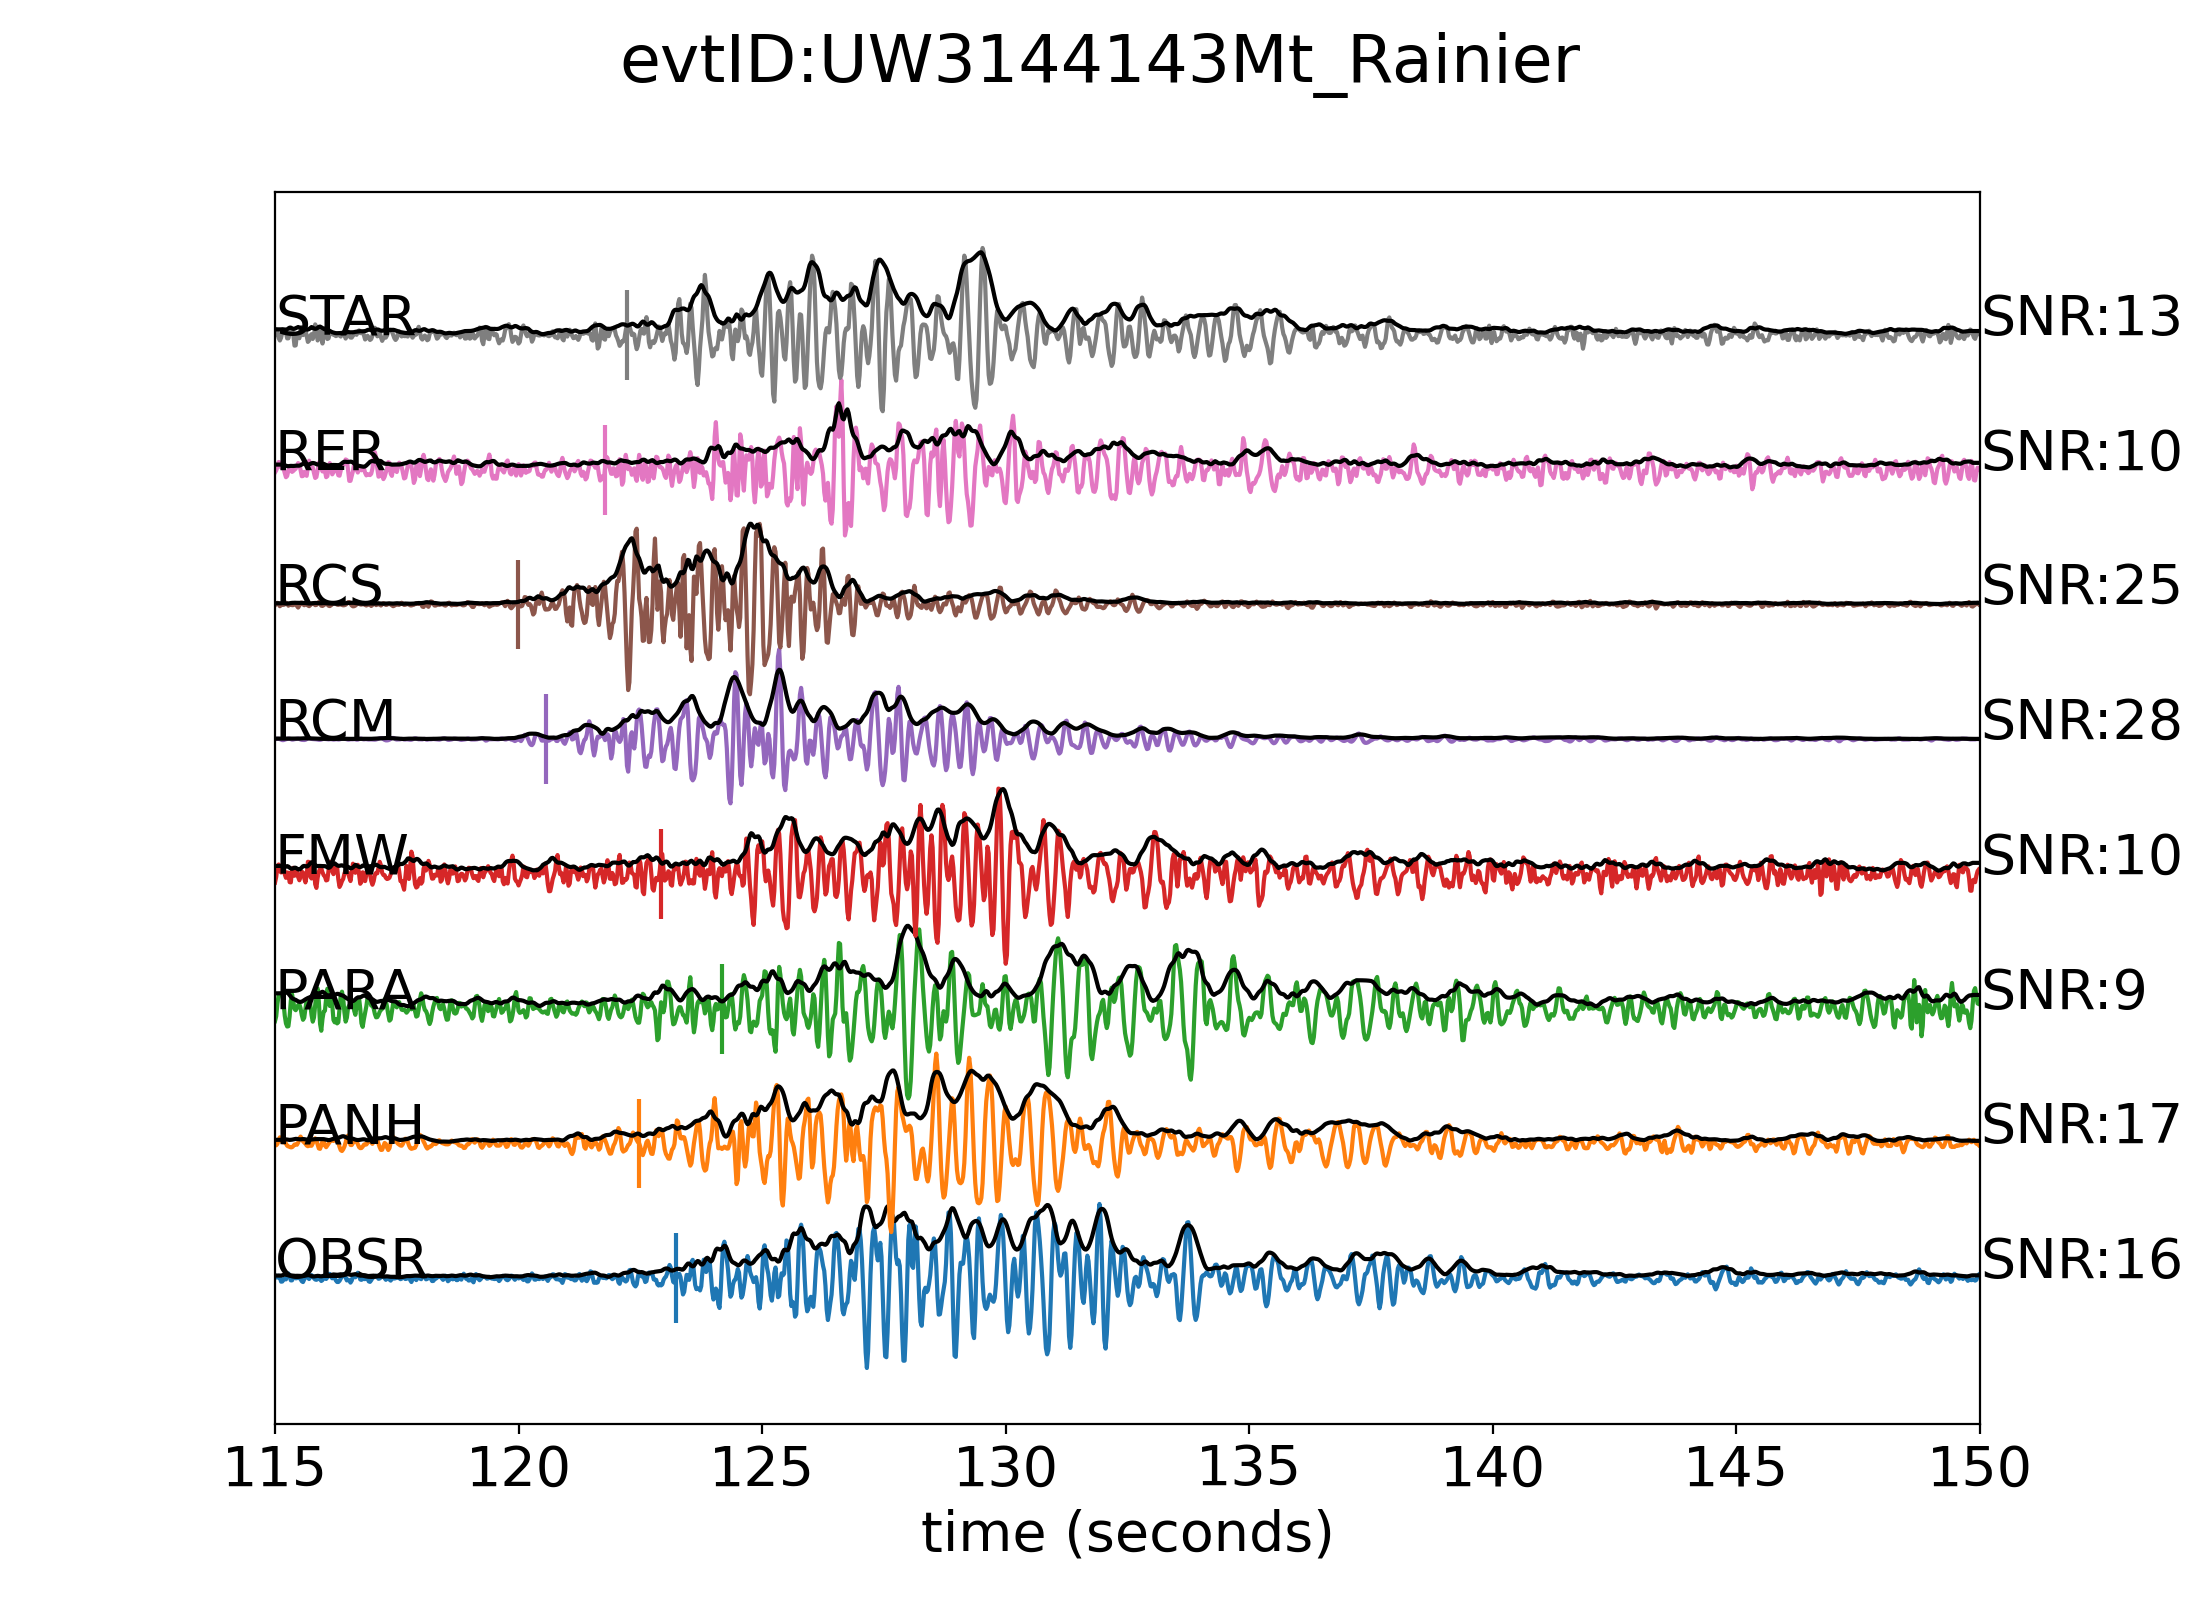 evtID:UW3144143Mt_Rainier
STAR SNR:13
RER SNR:10
RCS SNR:25
RCM SNR:28
FMW SNR:10
PARA SNR:9
PANH SNR:17
OBSR SNR:16
115 120 125 130 135 140 145 150
time (seconds)